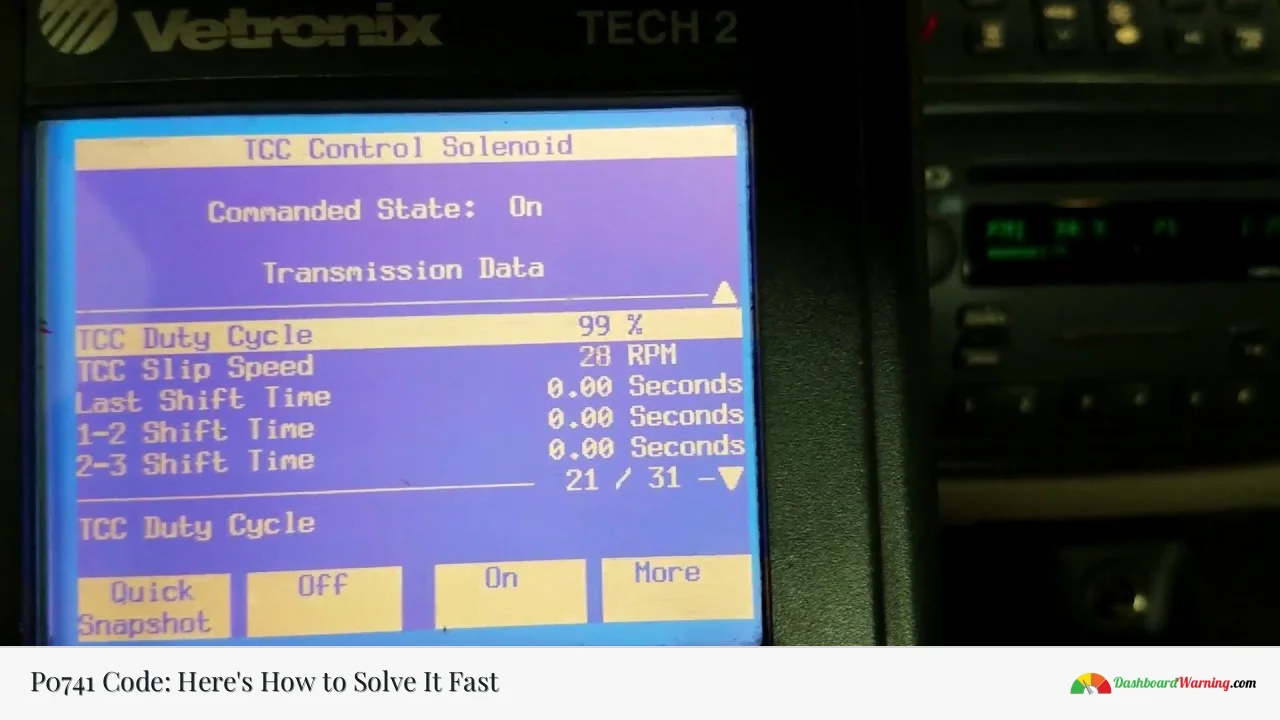 Vetronix TECH 2
TCC Control Solenoid
Commanded State: On
Transmission Data
TCC Duty Cycle 99 %
TCC Slip Speed 28 RPM
Last Shift Time 0.00 Seconds
1-2 Shift Time 0.00 Seconds
2-3 Shift Time 0.00 Seconds
21 / 31
TCC Duty Cycle
Quick Snapshot
Off
On
More
P0741 Code: Here's How to Solve It Fast
DashboardWarning.com